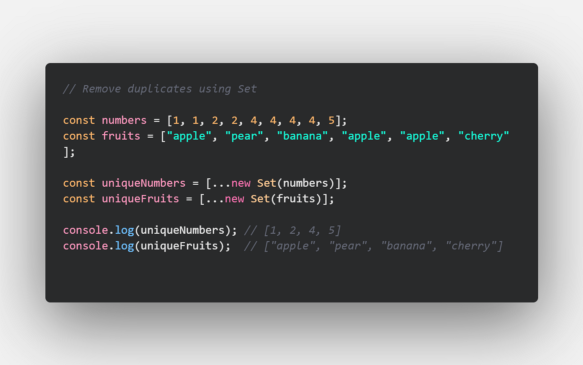 // Remove duplicates using Set
const numbers = [1, 1, 2, 2, 4, 4, 4, 4, 5];
const fruits = ["apple", "pear", "banana", "apple", "apple", "cherry"
];
const uniqueNumbers = [...new Set(numbers)];
const uniqueFruits = [...new Set(fruits)];
console.log(uniqueNumbers); // [1, 2, 4, 5]
console.log(uniqueFruits);  // ["apple", "pear", "banana", "cherry"]